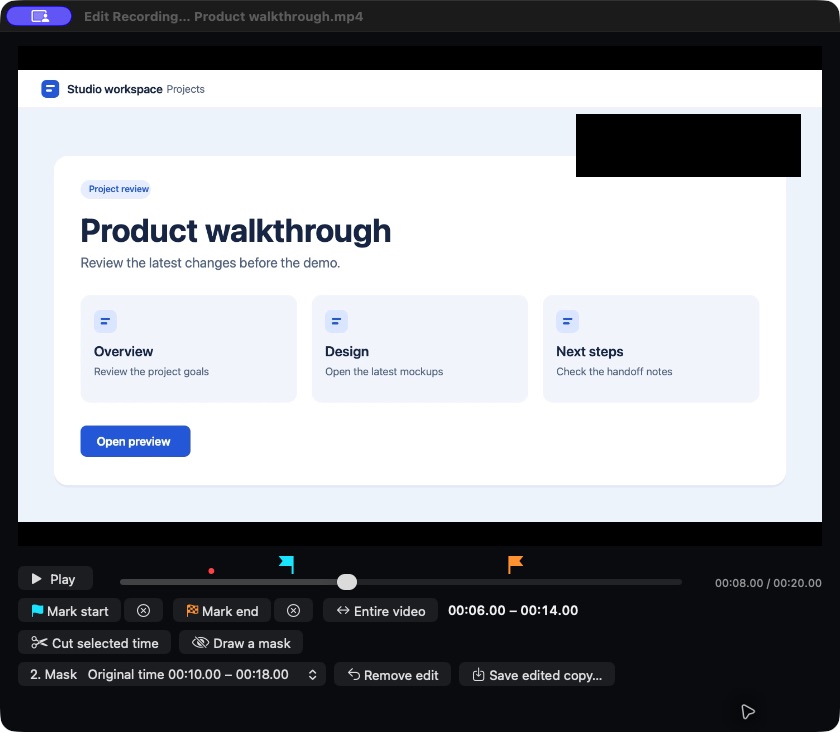 Edit Recording... Product walkthrough.mp4
Studio workspace Projects
Project review
Product walkthrough
Review the latest changes before the demo.
Overview
Review the project goals
Design
Open the latest mockups
Next steps
Check the handoff notes
Open preview
Play
00:08.00 / 00:20.00
Mark start
Mark end
Entire video
00:06.00 – 00:14.00
Cut selected time
Draw a mask
2. Mask Original time 00:10.00 – 00:18.00
Remove edit
Save edited copy...